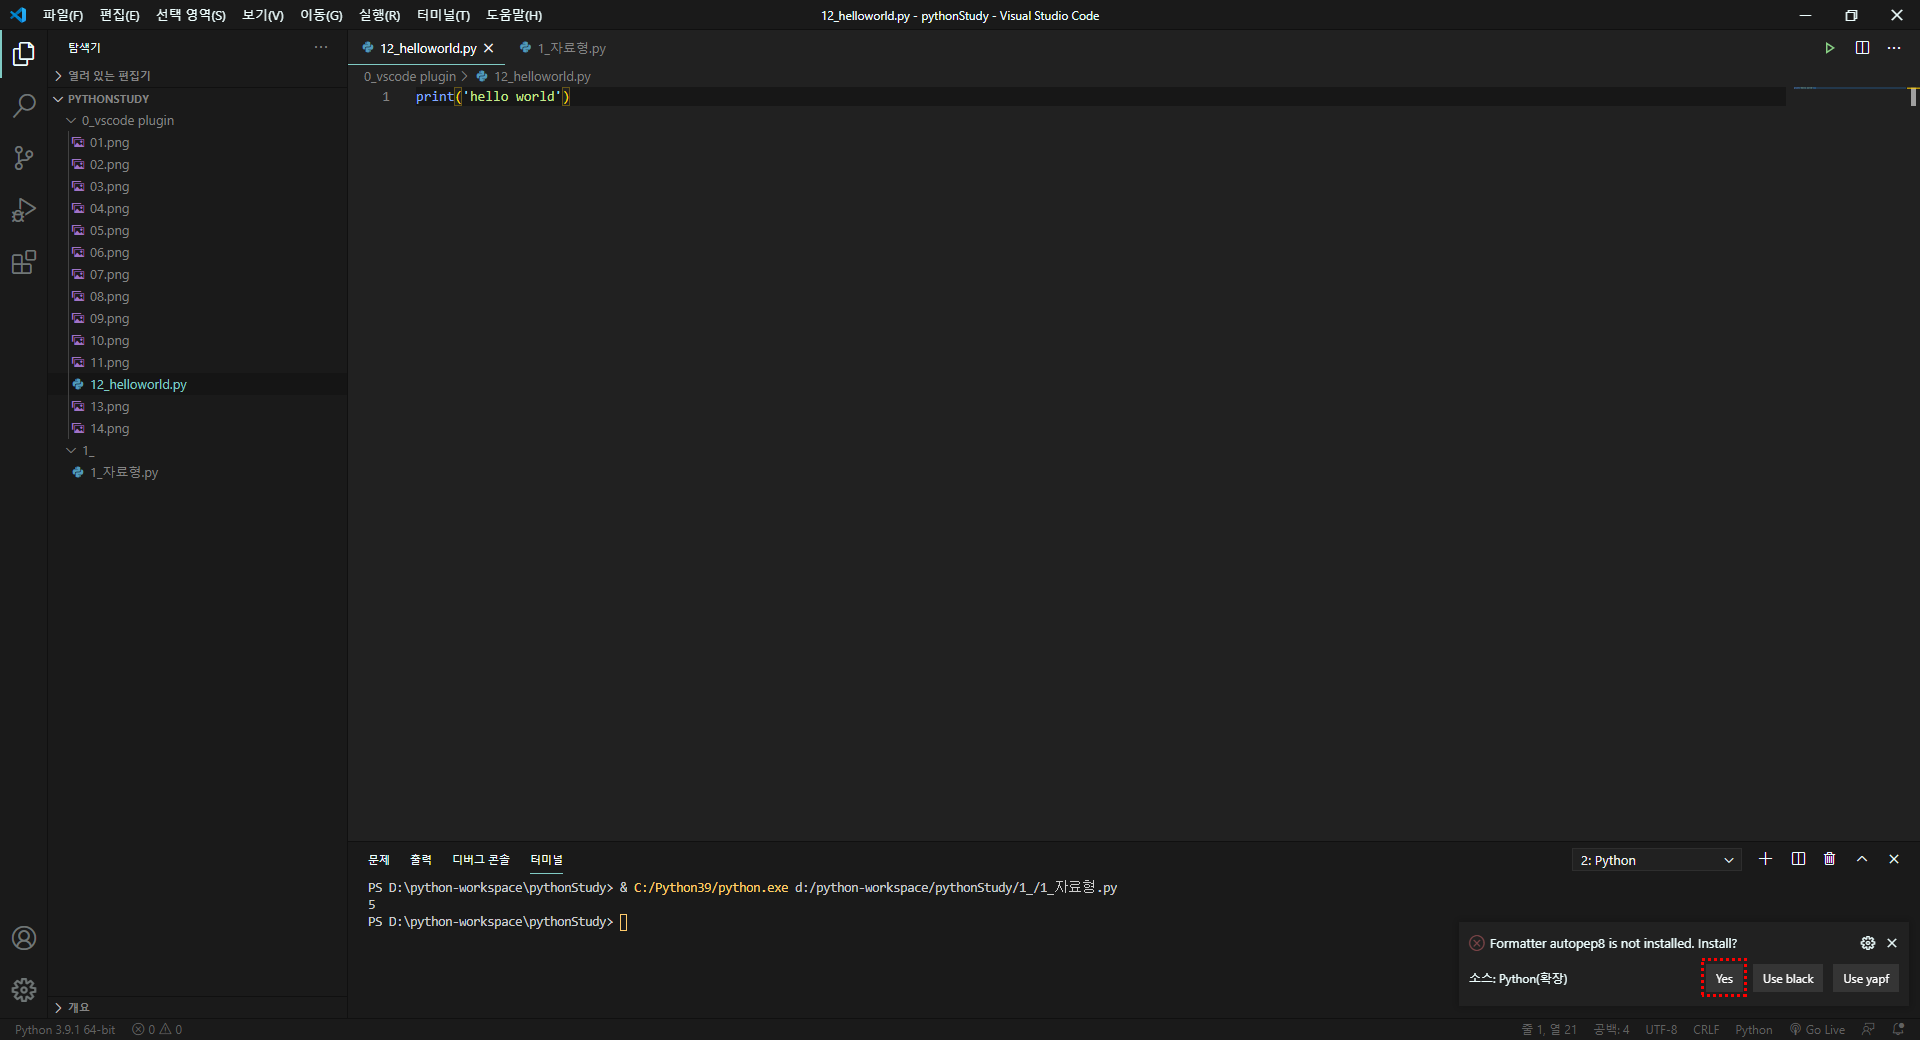 파일(F) 편집(E) 선택 영역(S) 보기(V) 이동(G) 실행(R) 터미널(T) 도움말(H) 12_helloworld.py - pythonStudy - Visual Studio Code
탐색기
열려 있는 편집기
PYTHONSTUDY
0_vscode plugin
01.png
02.png
03.png
04.png
05.png
06.png
07.png
08.png
09.png
10.png
11.png
12_helloworld.py
13.png
14.png
1_
1_자료형.py
개요
12_helloworld.py 1_자료형.py
0_vscode plugin > 12_helloworld.py
1 print('hello world')
문제 출력 디버그 콘솔 터미널 2: Python
PS D:\python-workspace\pythonStudy> & C:/Python39/python.exe d:/python-workspace/pythonStudy/1_/1_자료형.py
5
PS D:\python-workspace\pythonStudy>
Formatter autopep8 is not installed. Install?
소스: Python(확장) Yes Use black Use yapf
Python 3.9.1 64-bit 0 0 줄 1, 열 21 공백: 4 UTF-8 CRLF Python Go Live